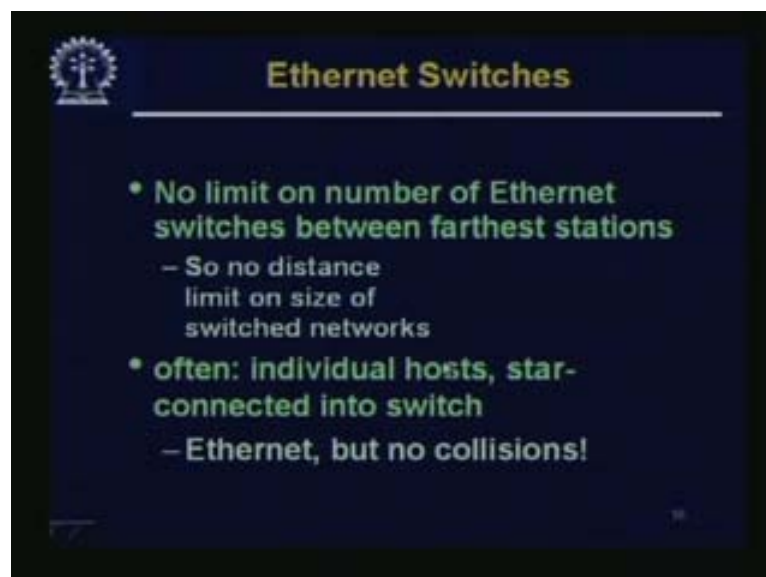 Ethernet Switches
• No limit on number of Ethernet
switches between farthest stations
– So no distance
limit on size of
switched networks
• often: individual hosts, star-
connected into switch
– Ethernet, but no collisions!